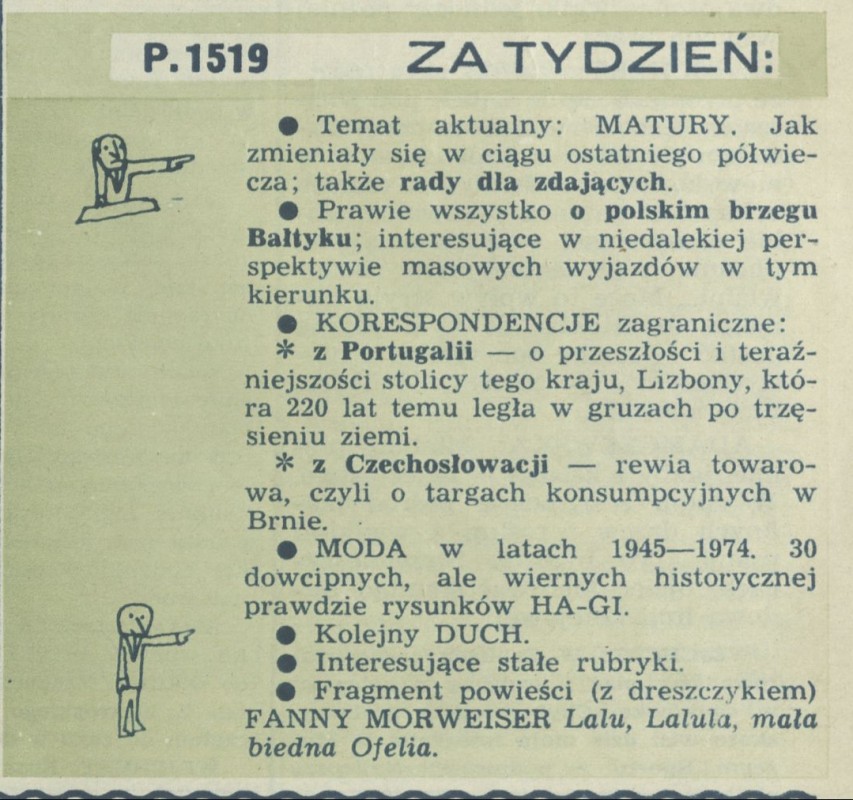 P.1519 ZA TYDZIEŃ:
● Temat aktualny: MATURY. Jak
zmieniały się w ciągu ostatniego półwie-
cza; także rady dla zdających.
● Prawie wszystko o polskim brzegu
Bałtyku; interesujące w niedalekiej per-
spektywie masowych wyjazdów w tym
kierunku.
● KORESPONDENCJE zagraniczne:
* z Portugalii — o przeszłości i teraź-
niejszości stolicy tego kraju, Lizbony, któ-
ra 220 lat temu legła w gruzach po trzę-
sieniu ziemi.
* z Czechosłowacji — rewia towaro-
wa, czyli o targach konsumpcyjnych w
Brnie.
● MODA w latach 1945—1974. 30
dowcipnych, ale wiernych historycznej
prawdzie rysunków HA-GI.
● Kolejny DUCH.
● Interesujące stałe rubryki.
● Fragment powieści (z dreszczykiem)
FANNY MORWEISER Lalu, Lalula, mała
biedna Ofelia.